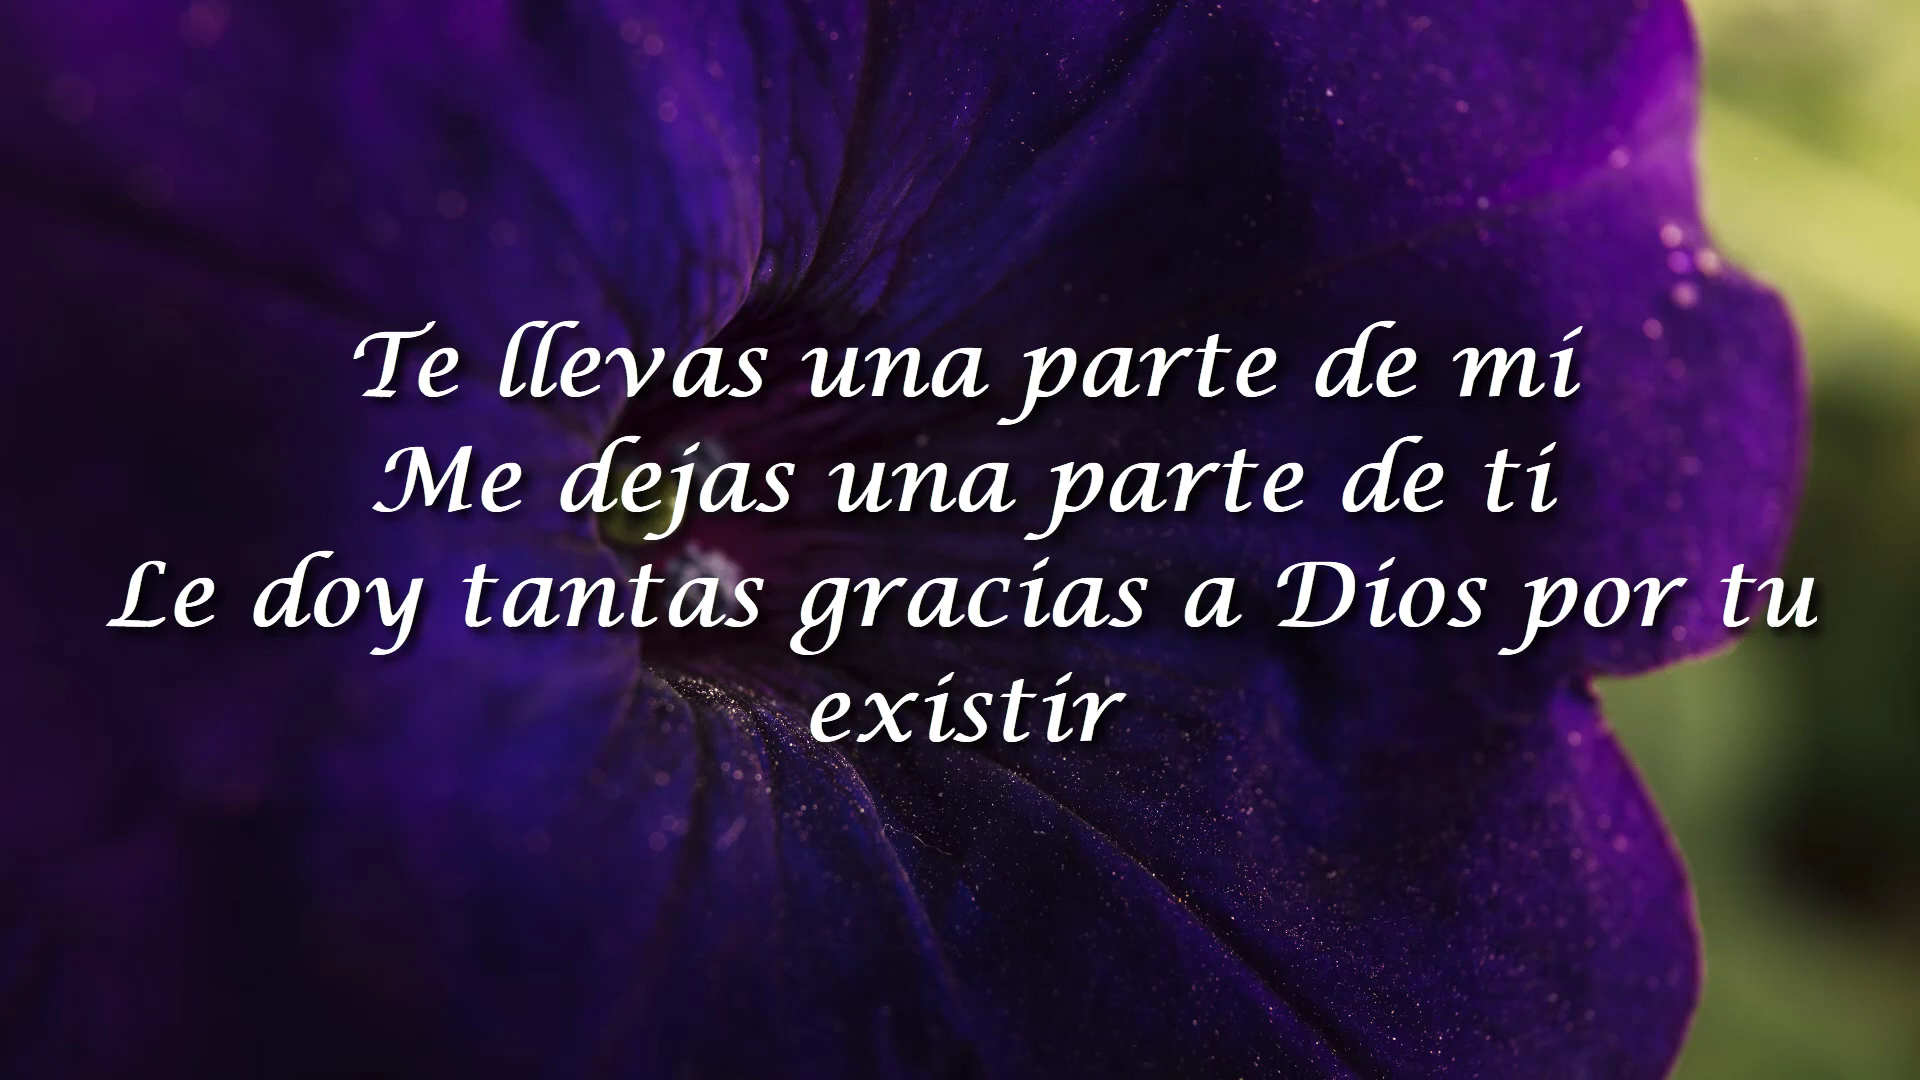 Te llevas una parte de mí
Me dejas una parte de ti
Le doy tantas gracias a Dios por tu
existir